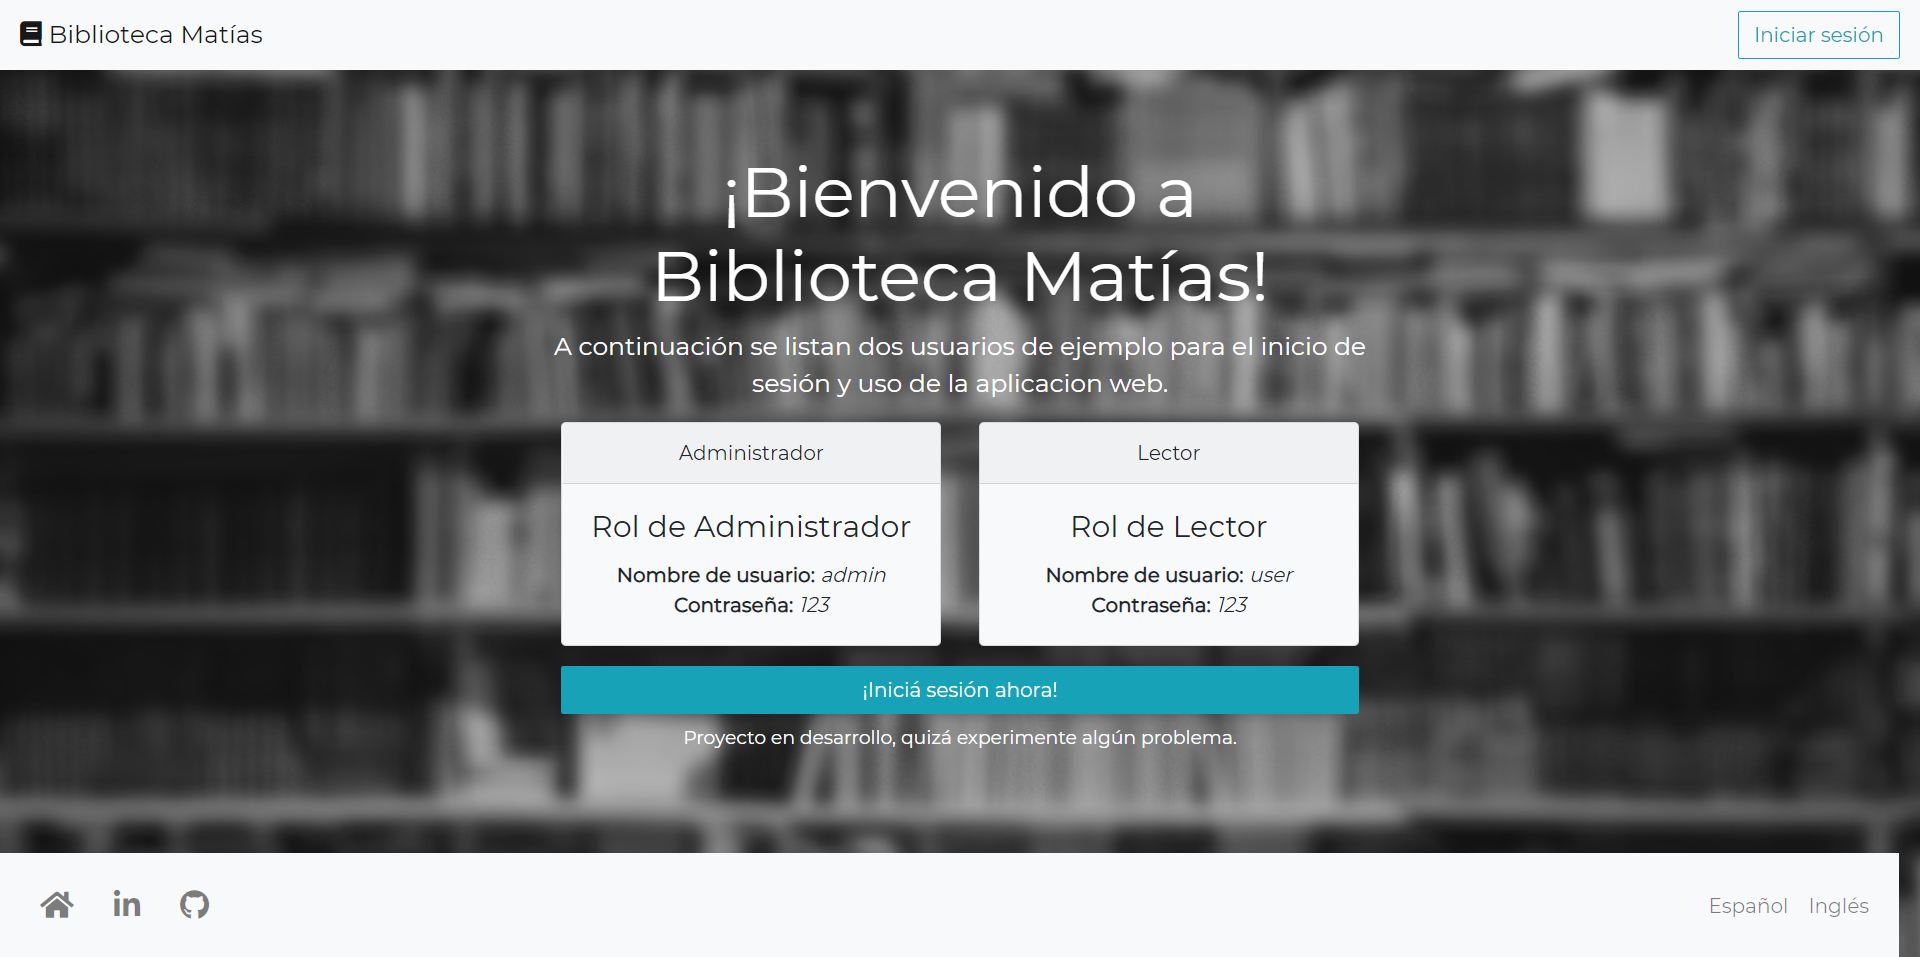 Biblioteca Matías
Iniciar sesión
¡Bienvenido a
Biblioteca Matías!
A continuación se listan dos usuarios de ejemplo para el inicio de
sesión y uso de la aplicacion web.
Administrador
Rol de Administrador
Nombre de usuario: admin
Contraseña: 123
Lector
Rol de Lector
Nombre de usuario: user
Contraseña: 123
¡Iniciá sesión ahora!
Proyecto en desarrollo, quizá experimente algún problema.
Español
Inglés